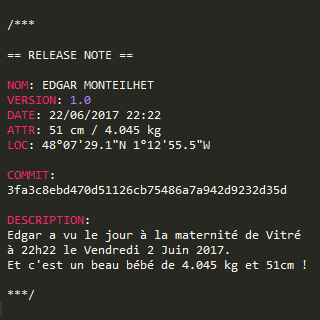 /***
== RELEASE NOTE ==
NOM: EDGAR MONTEILHET
VERSION: 1.0
DATE: 22/06/2017 22:22
ATTR: 51 cm / 4.045 kg
LOC: 48°07'29.1"N 1°12'55.5"W
COMMIT:
3fa3c8ebd470d51126cb75486a7a942d9232d35d
DESCRIPTION:
Edgar a vu le jour à la maternité de Vitré
à 22h22 le Vendredi 2 Juin 2017.
Et c'est un beau bébé de 4.045 kg et 51cm !
***/